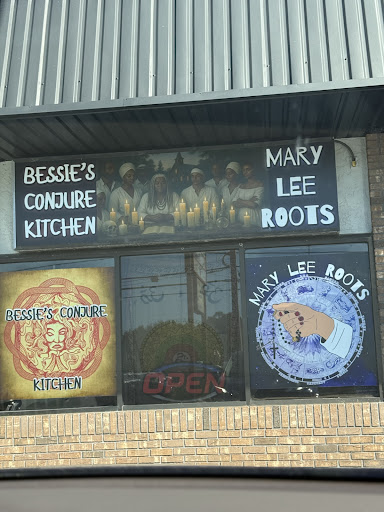 BESSIE'S
CONJURE
KITCHEN
MARY
LEE
ROOTS
BESSIE'S CONJURE
KITCHEN
OPEN
MARY LEE ROOTS